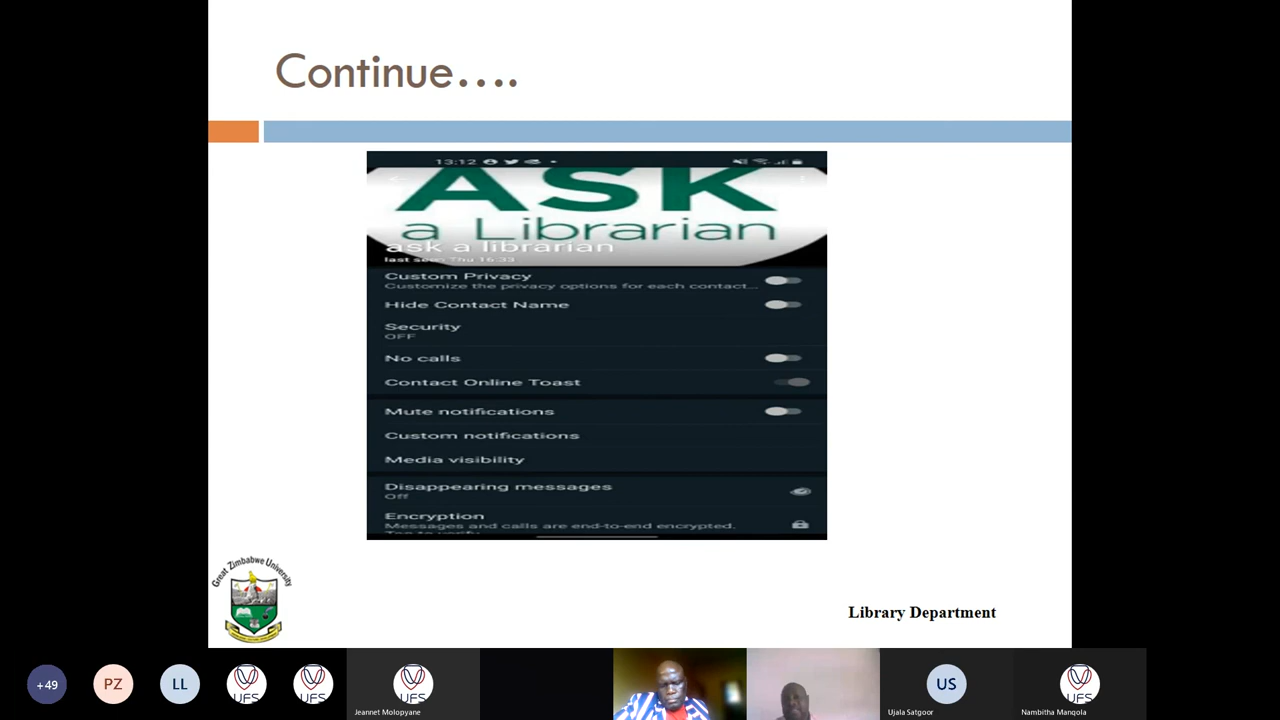 Continue....
13:12
ASK
a Librarian
ask a librarian
last seen Thu 16:33
Custom Privacy
Customize the privacy options for each contact...
Hide Contact Name
Security
OFF
No calls
Contact Online Toast
Mute notifications
Custom notifications
Media visibility
Disappearing messages
Off
Encryption
Messages and calls are end-to-end encrypted.
Great Zimbabwe University
Library Department
+49
PZ
LL
UFS
UFS
UFS
Jeannet Molopyane
US
Ujala Satgoor
UFS
Nambitha Manqola